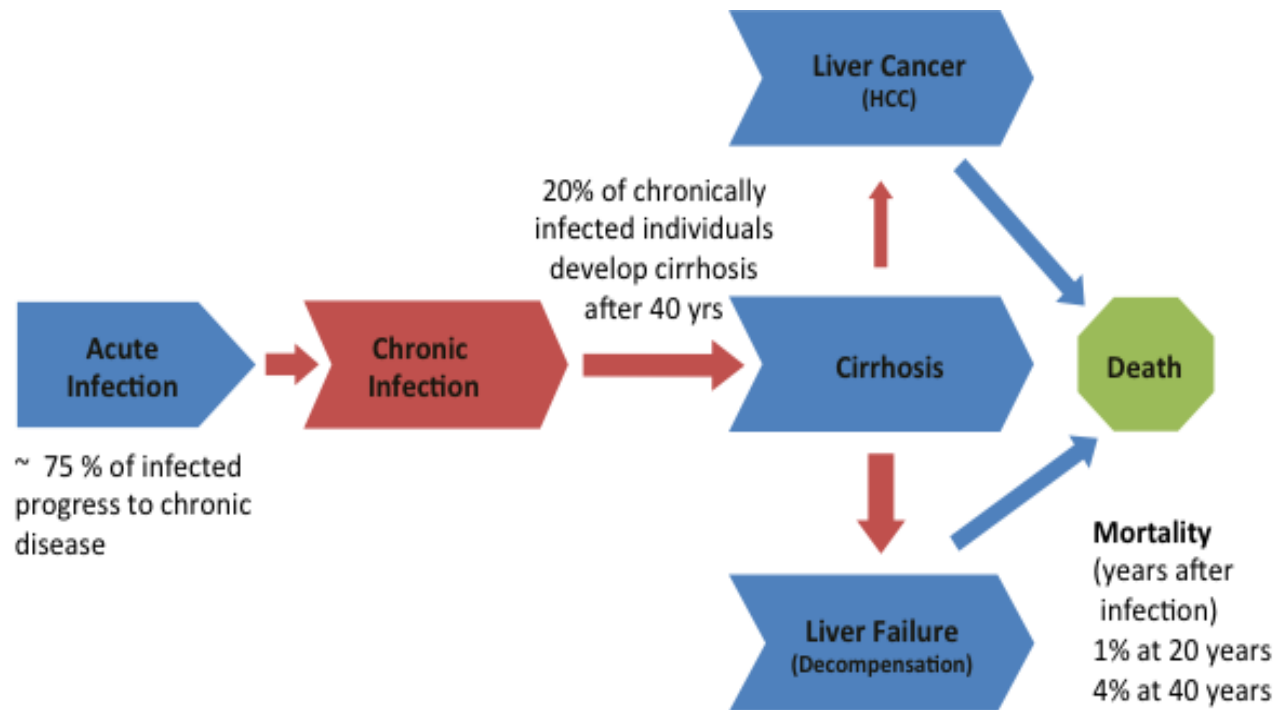 Liver Cancer
(HCC)
20% of chronically
infected individuals
develop cirrhosis
after 40 yrs
Acute
Infection
Chronic
Infection
Cirrhosis
Death
~ 75 % of infected
progress to chronic
disease
Liver Failure
(Decompensation)
Mortality
(years after
infection)
1% at 20 years
4% at 40 years